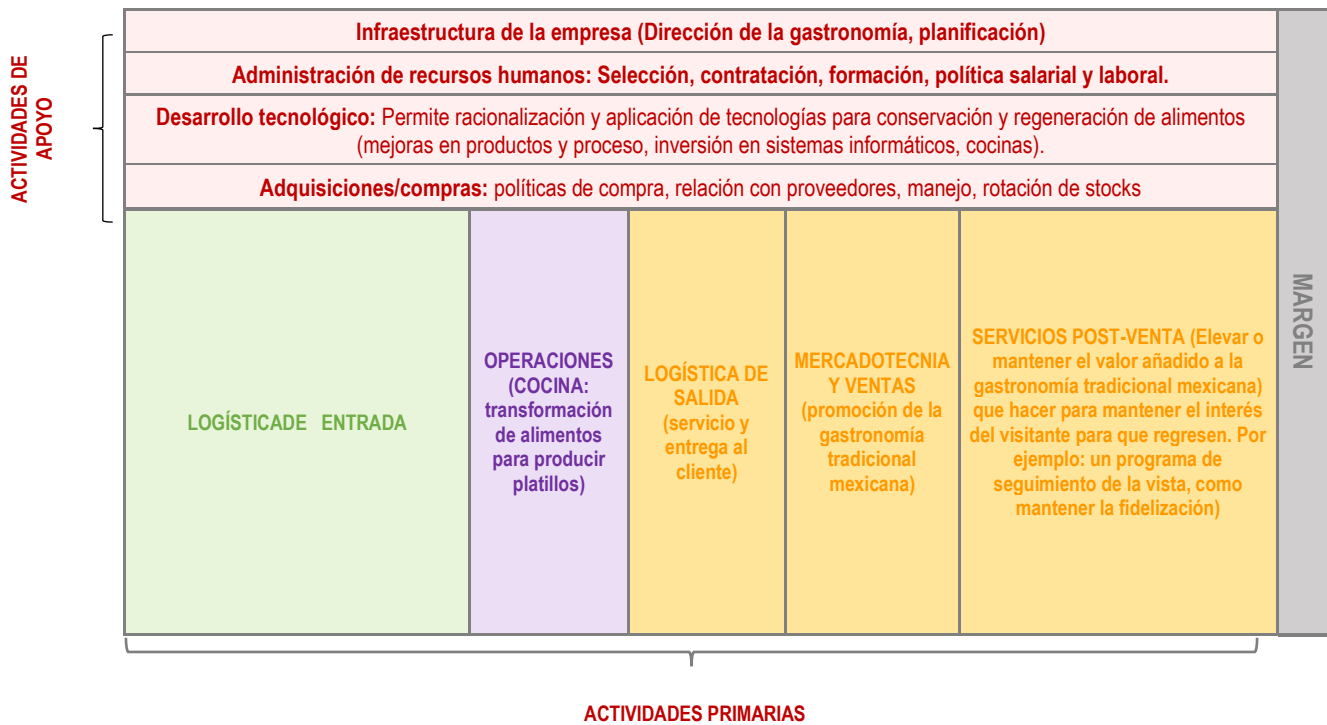 ACTIVIDADES DE
APOYO
Infraestructura de la empresa (Dirección de la gastronomía, planificación)
Administración de recursos humanos: Selección, contratación, formación, política salarial y laboral.
Desarrollo tecnológico: Permite racionalización y aplicación de tecnologías para conservación y regeneración de alimentos
(mejoras en productos y proceso, inversión en sistemas informáticos, cocinas).
Adquisiciones/compras: políticas de compra, relación con proveedores, manejo, rotación de stocks
LOGÍSTICADE ENTRADA
OPERACIONES
(COCINA:
transformación
de alimentos
para producir
platillos)
LOGÍSTICA DE
SALIDA
(servicio y
entrega al
cliente)
MERCADOTECNIA
Y VENTAS
(promoción de la
gastronomía
tradicional
mexicana)
SERVICIOS POST-VENTA (Elevar o
mantener el valor añadido a la
gastronomía tradicional mexicana)
que hacer para mantener el interés
del visitante para que regresen. Por
ejemplo: un programa de
seguimiento de la vista, como
mantener la fidelización)
MARGEN
ACTIVIDADES PRIMARIAS